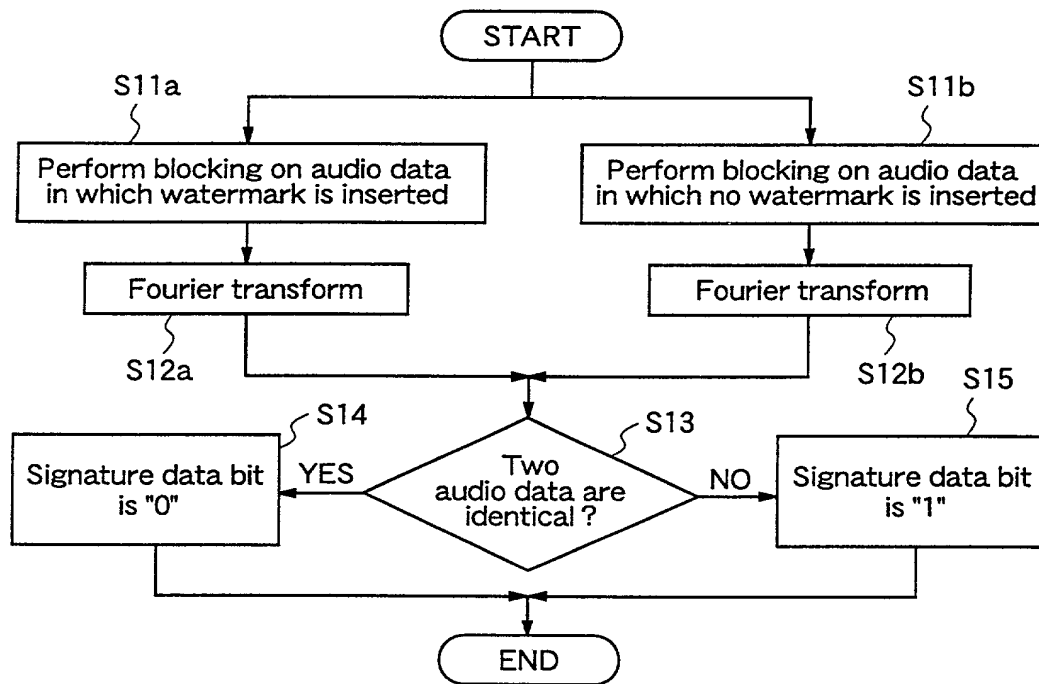 START
S11a
S11b
Perform blocking on audio data
in which watermark is inserted
Perform blocking on audio data
in which no watermark is inserted
Fourier transform
Fourier transform
S12a
S12b
S15
S14
S13
Signature data bit
is "0"
YES
Two
audio data are
identical ?
NO
Signature data bit
is "1"
END